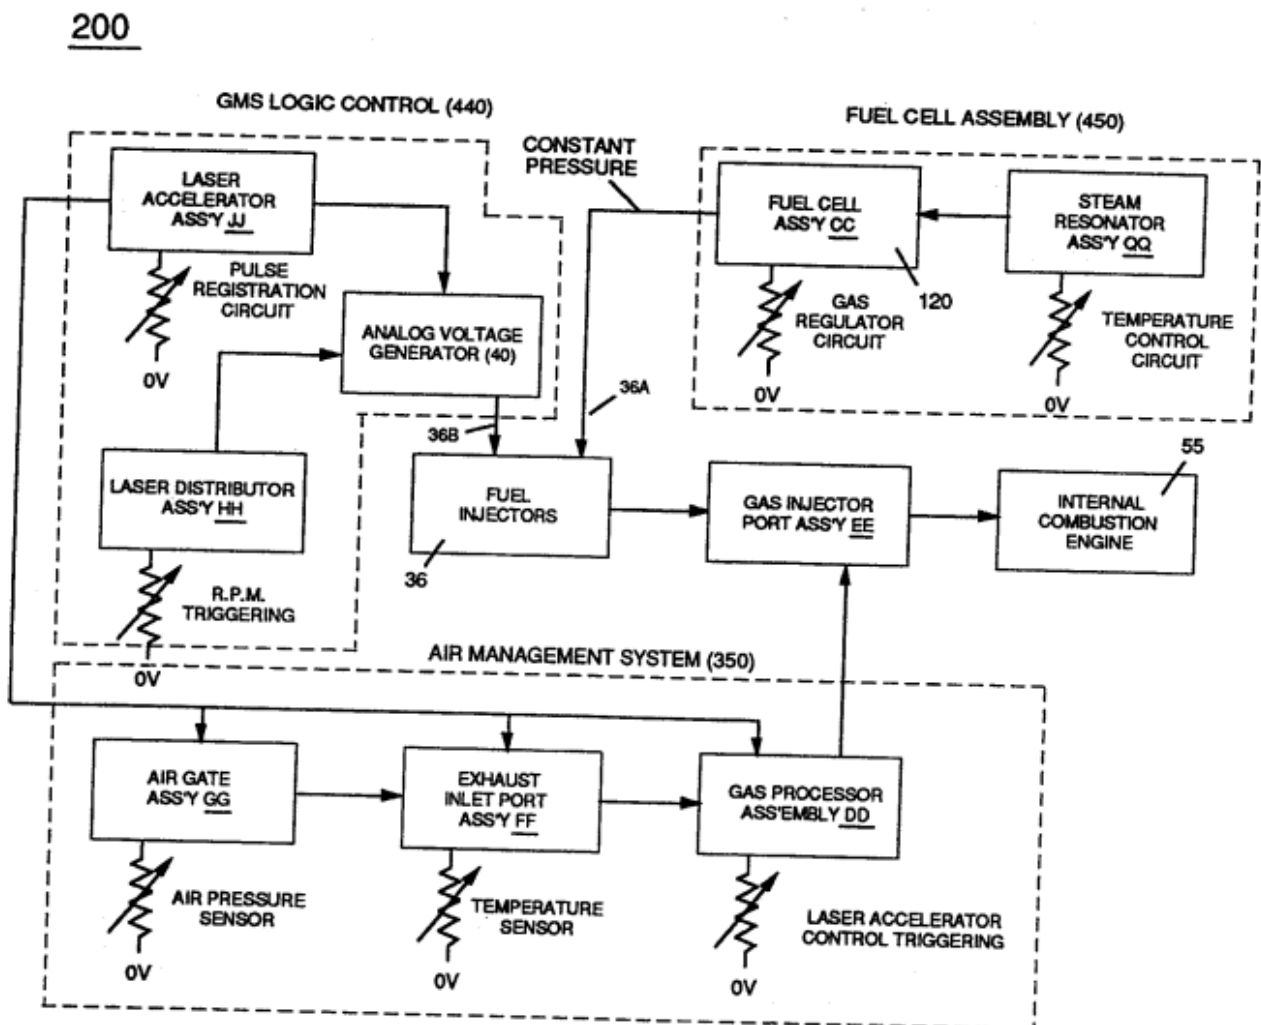 200
GMS LOGIC CONTROL (440)
FUEL CELL ASSEMBLY (450)
CONSTANT
PRESSURE
LASER
ACCELERATOR
ASS'Y JJ
FUEL CELL
ASS'Y CC
STEAM
RESONATOR
ASS'Y QQ
PULSE
REGISTRATION
CIRCUIT
0V
ANALOG VOLTAGE
GENERATOR (40)
120
GAS
REGULATOR
CIRCUIT
0V
TEMPERATURE
CONTROL
CIRCUIT
0V
36A
36B
55
LASER DISTRIBUTOR
ASS'Y HH
FUEL
INJECTORS
36
GAS INJECTOR
PORT ASS'Y EE
INTERNAL
COMBUSTION
ENGINE
R.P.M.
TRIGGERING
0V
AIR MANAGEMENT SYSTEM (350)
AIR GATE
ASS'Y GG
EXHAUST
INLET PORT
ASS'Y FF
GAS PROCESSOR
ASS'EMBLY DD
AIR PRESSURE
SENSOR
0V
TEMPERATURE
SENSOR
0V
LASER ACCELERATOR
CONTROL TRIGGERING
0V